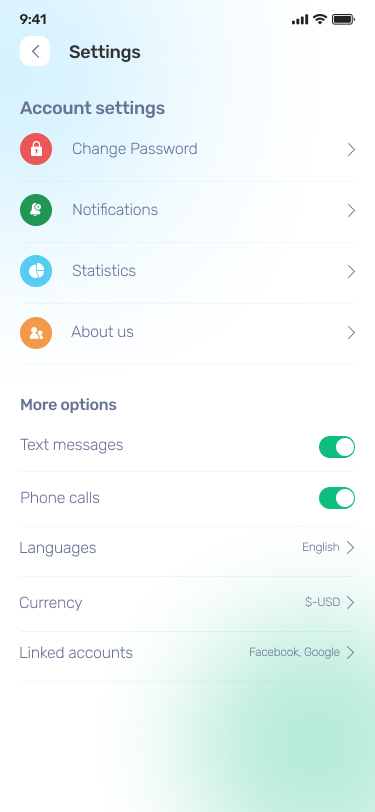 9:41
Settings
Account settings
Change Password
Notifications
Statistics
About us
More options
Text messages
Phone calls
Languages English
Currency $-USD
Linked accounts Facebook, Google